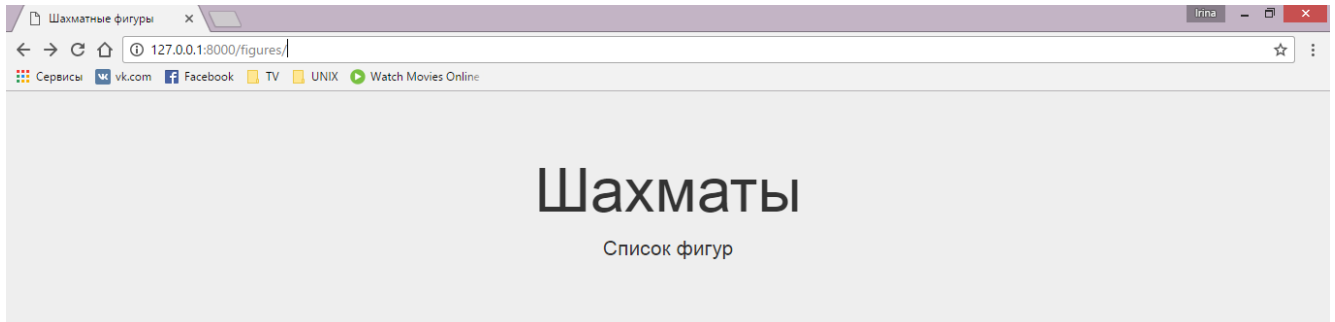 Шахматные фигуры
Irina
127.0.0.1:8000/figures/
Сервисы vk.com Facebook TV UNIX Watch Movies Online
Шахматы
Список фигур